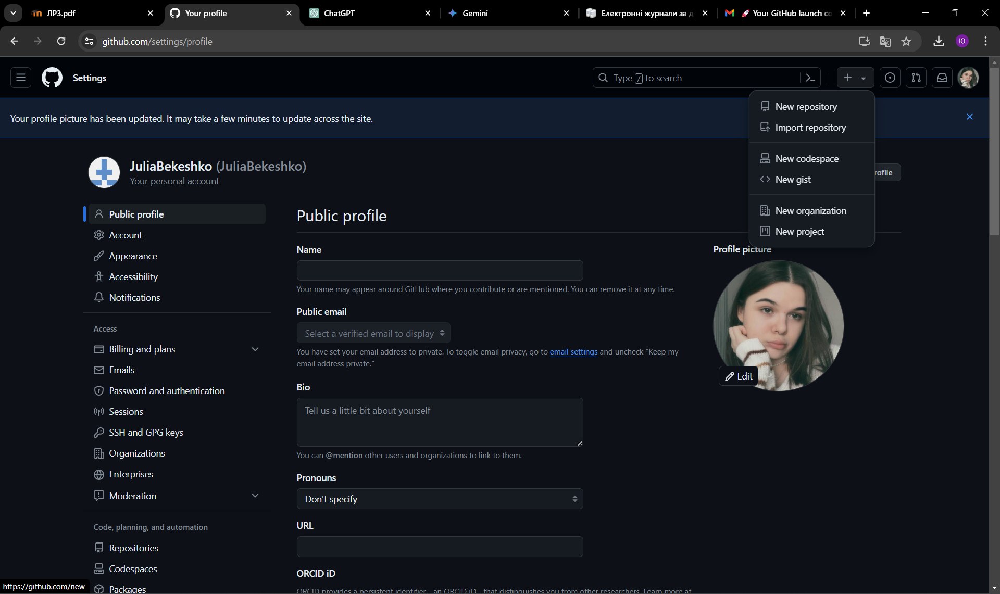 ЛР3.pdf
Your profile
ChatGPT
Gemini
Електронні журнали за д
Your GitHub launch co
github.com/settings/profile
Ю
Settings
Type / to search
New repository
Import repository
New codespace
New gist
New organization
New project
Your profile picture has been updated. It may take a few minutes to update across the site.
JuliaBekeshko (JuliaBekeshko)
Your personal account
rofile
Public profile
Account
Appearance
Accessibility
Notifications
Access
Billing and plans
Emails
Password and authentication
Sessions
SSH and GPG keys
Organizations
Enterprises
Moderation
Code, planning, and automation
Repositories
Codespaces
Packages
Public profile
Name
Your name may appear around GitHub where you contribute or are mentioned. You can remove it at any time.
Public email
Select a verified email to display
You have set your email address to private. To toggle email privacy, go to email settings and uncheck "Keep my
email address private."
Bio
Tell us a little bit about yourself
You can @mention other users and organizations to link to them.
Pronouns
Don't specify
URL
ORCID iD
ORCID provides a persistent identifier - an ORCID iD - that distinguishes you from other researchers. Learn more at
Profile picture
Edit
https://github.com/new